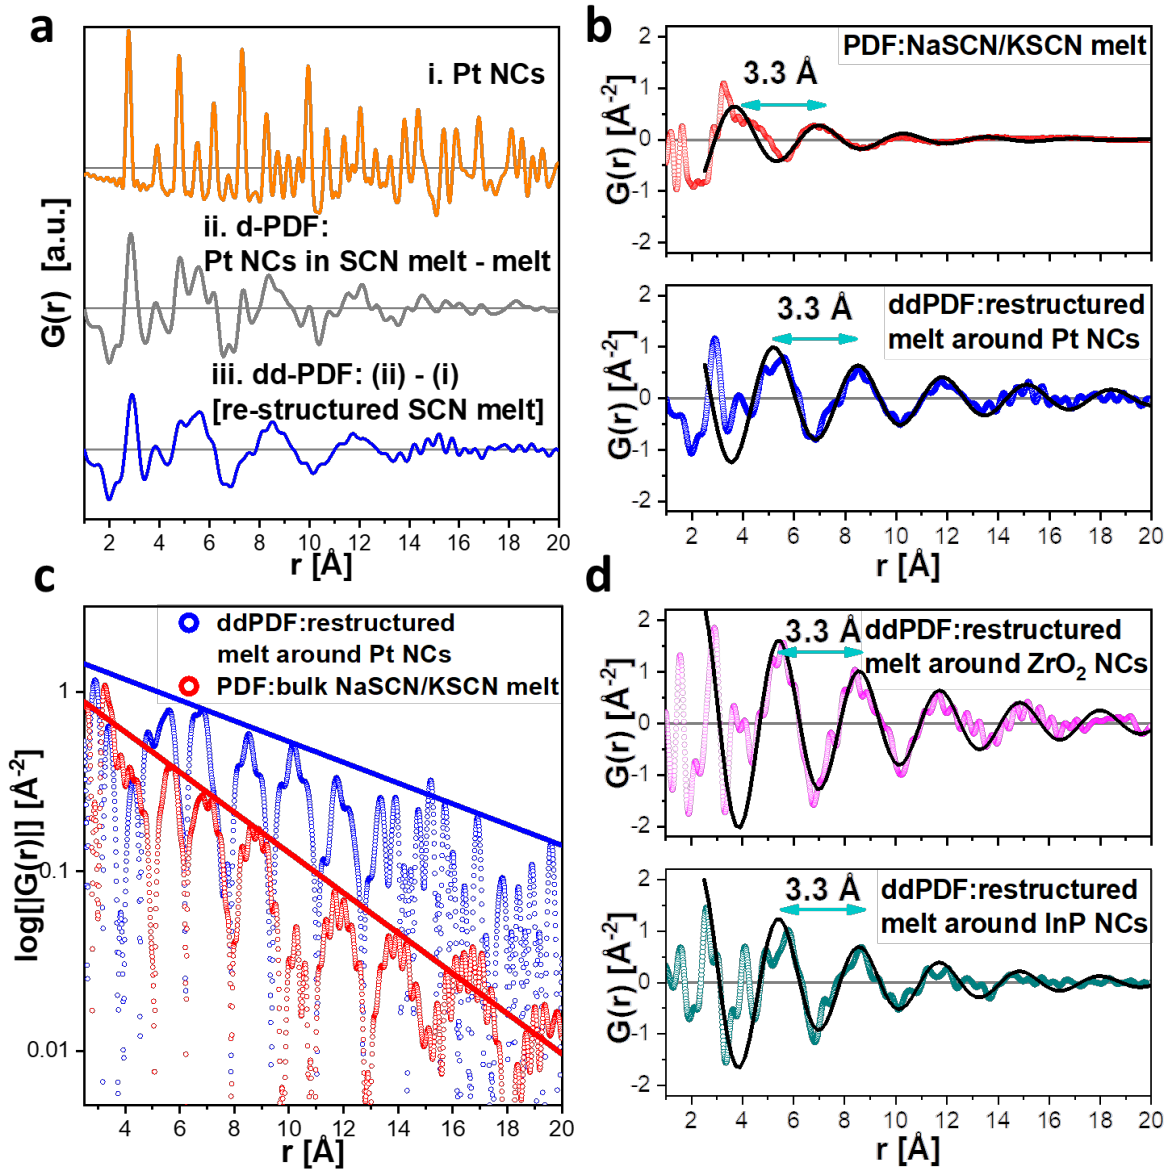 a
i. Pt NCs
ii. d-PDF:
Pt NCs in SCN melt - melt
iii. dd-PDF: (ii) - (i)
[re-structured SCN melt]
G(r) [a.u.]
2 4 6 8 10 12 14 16 18 20
r [Å]
b
PDF:NaSCN/KSCN melt
3.3 Å
G(r) [Å-2]
2
1
0
-1
-2
ddPDF:restructured
melt around Pt NCs
3.3 Å
G(r) [Å-2]
2
1
0
-1
-2
2 4 6 8 10 12 14 16 18 20
r [Å]
c
ddPDF:restructured
melt around Pt NCs
PDF:bulk NaSCN/KSCN melt
log[|G(r)|] [Å-2]
1
0.1
0.01
4 6 8 10 12 14 16 18 20
r [Å]
d
ddPDF:restructured
melt around ZrO2 NCs
3.3 Å
G(r) [Å-2]
2
1
0
-1
-2
ddPDF:restructured
melt around InP NCs
3.3 Å
G(r) [Å-2]
2
1
0
-1
-2
2 4 6 8 10 12 14 16 18 20
r [Å]